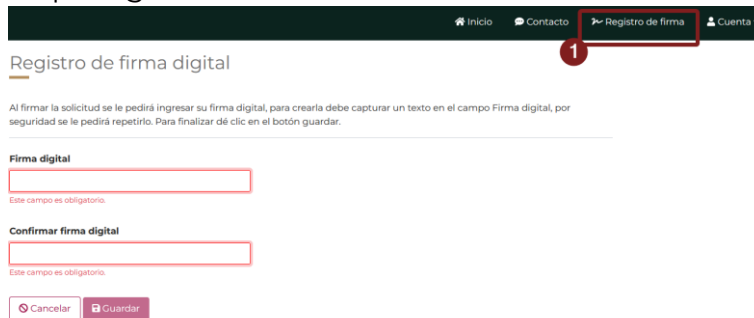 Inicio Contacto Registro de firma Cuenta
1
Registro de firma digital
Al firmar la solicitud se le pedirá ingresar su firma digital, para crearla debe capturar un texto en el campo Firma digital, por
seguridad se le pedirá repetirlo. Para finalizar dé clic en el botón guardar.
Firma digital
Este campo es obligatorio.
Confirmar firma digital
Este campo es obligatorio.
Cancelar Guardar